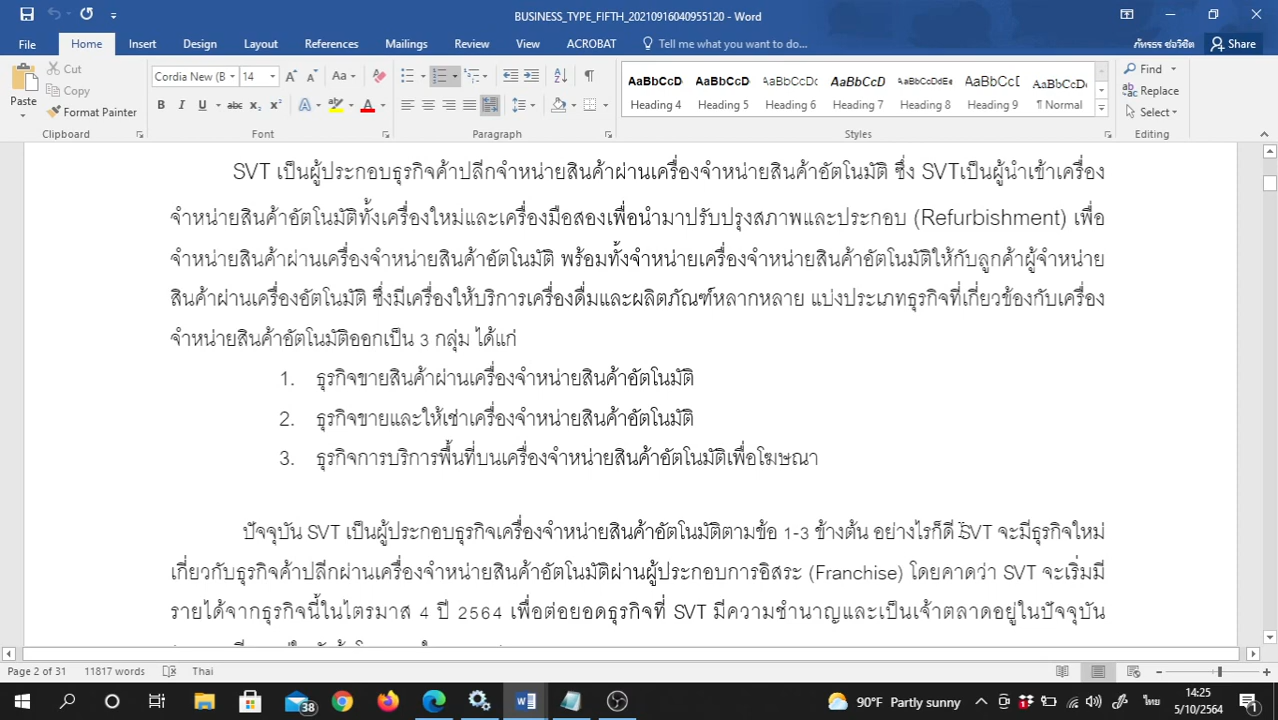 BUSINESS_TYPE_FIFTH_20210916040955120 - Word
File Home Insert Design Layout References Mailings Review View ACROBAT Tell me what you want to do... ภัทรธร ช่อวิชิต Share
Cut
Copy
Format Painter
Paste
Clipboard
Cordia New (B 14
Font
Paragraph
AaBbCcD AaBbCcD AaBbCcDd AaBbCcD AaBbCcDdEe AaBbCcD AaBbCcDc
Heading 4 Heading 5 Heading 6 Heading 7 Heading 8 Heading 9 ¶ Normal
Styles
Find
Replace
Select
Editing
SVT เป็นผู้ประกอบธุรกิจค้าปลีกจำหน่ายสินค้าผ่านเครื่องจำหน่ายสินค้าอัตโนมัติ ซึ่ง SVTเป็นผู้นำเข้าเครื่อง
จำหน่ายสินค้าอัตโนมัติทั้งเครื่องใหม่และเครื่องมือสองเพื่อนำมาปรับปรุงสภาพและประกอบ (Refurbishment) เพื่อ
จำหน่ายสินค้าผ่านเครื่องจำหน่ายสินค้าอัตโนมัติ พร้อมทั้งจำหน่ายเครื่องจำหน่ายสินค้าอัตโนมัติให้กับลูกค้าผู้จำหน่าย
สินค้าผ่านเครื่องอัตโนมัติ ซึ่งมีเครื่องให้บริการเครื่องดื่มและผลิตภัณฑ์หลากหลาย แบ่งประเภทธุรกิจที่เกี่ยวข้องกับเครื่อง
จำหน่ายสินค้าอัตโนมัติออกเป็น 3 กลุ่ม ได้แก่
1. ธุรกิจขายสินค้าผ่านเครื่องจำหน่ายสินค้าอัตโนมัติ
2. ธุรกิจขายและให้เช่าเครื่องจำหน่ายสินค้าอัตโนมัติ
3. ธุรกิจการบริการพื้นที่บนเครื่องจำหน่ายสินค้าอัตโนมัติเพื่อโฆษณา
ปัจจุบัน SVT เป็นผู้ประกอบธุรกิจเครื่องจำหน่ายสินค้าอัตโนมัติตามข้อ 1-3 ข้างต้น อย่างไรก็ดี SVT จะมีธุรกิจใหม่
เกี่ยวกับธุรกิจค้าปลีกผ่านเครื่องจำหน่ายสินค้าอัตโนมัติผ่านผู้ประกอบการอิสระ (Franchise) โดยคาดว่า SVT จะเริ่มมี
รายได้จากธุรกิจนี้ในไตรมาส 4 ปี 2564 เพื่อต่อยอดธุรกิจที่ SVT มีความชำนาญและเป็นเจ้าตลาดอยู่ในปัจจุบัน
Page 2 of 31 11817 words Thai
38 90°F Partly sunny ไทย 14:25
5/10/2564